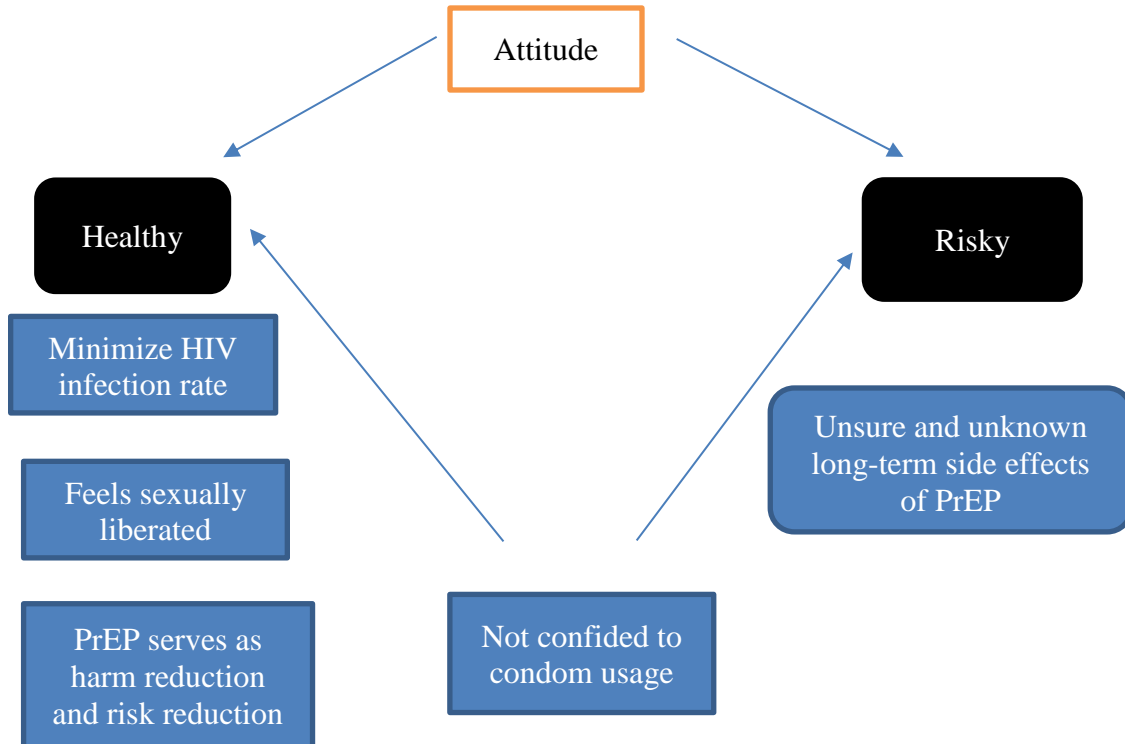 Attitude
Healthy
Risky
Minimize HIV
infection rate
Feels sexually
liberated
PrEP serves as
harm reduction
and risk reduction
Not confided to
condom usage
Unsure and unknown
long-term side effects
of PrEP